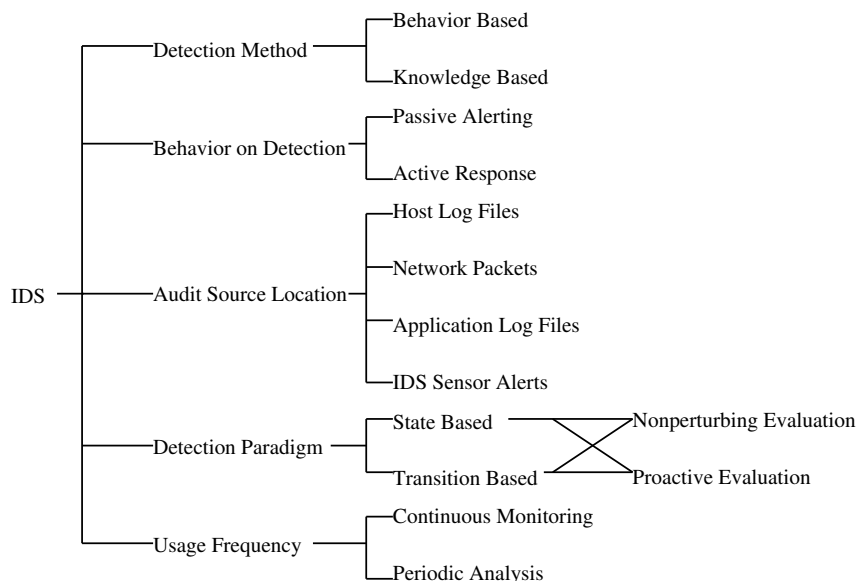 Behavior Based
Detection Method
Knowledge Based
Passive Alerting
Behavior on Detection
Active Response
Host Log Files
Network Packets
IDS
Audit Source Location
Application Log Files
IDS Sensor Alerts
State Based
Nonperturbing Evaluation
Detection Paradigm
Transition Based
Proactive Evaluation
Continuous Monitoring
Usage Frequency
Periodic Analysis